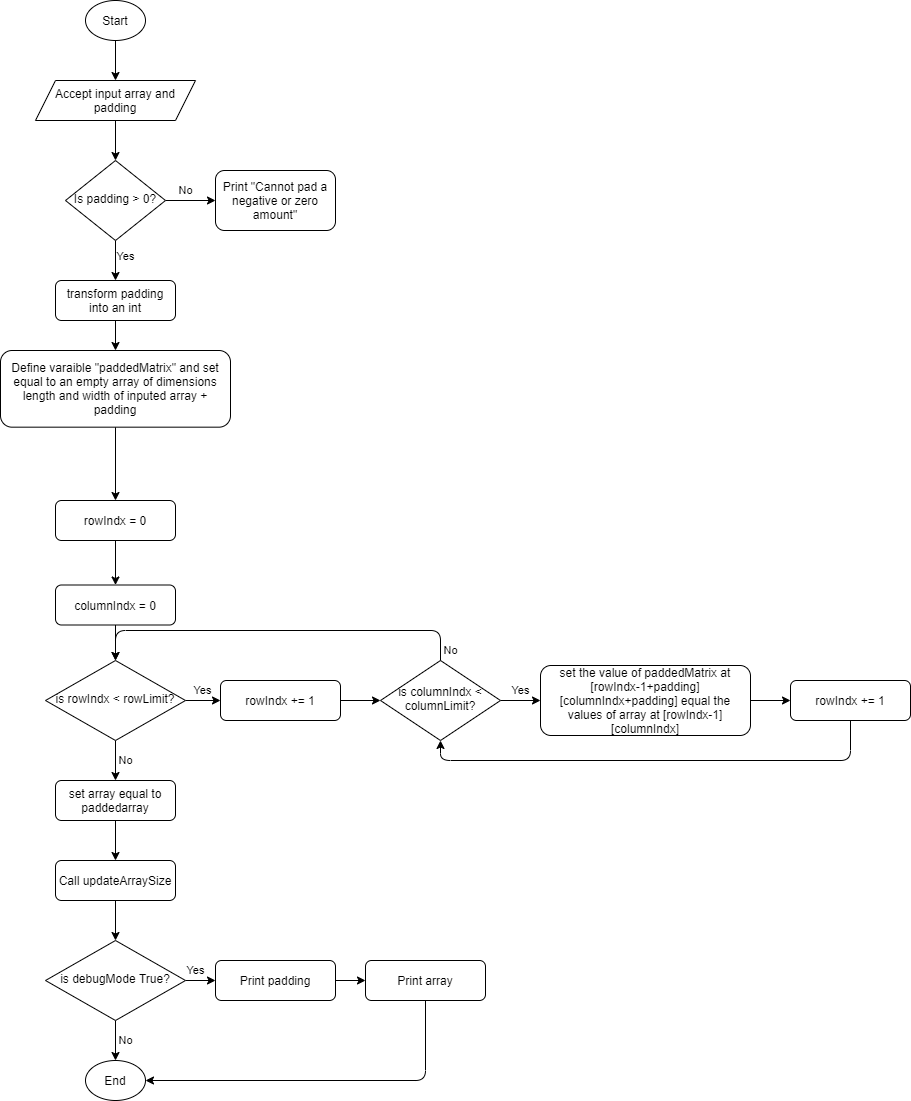 Start
Accept input array and
padding
Is padding > 0?
No
Print "Cannot pad a
negative or zero
amount"
Yes
transform padding
into an int
Define varaible "paddedMatrix" and set
equal to an empty array of dimensions
length and width of inputed array +
padding
rowIndx = 0
columnIndx = 0
is rowIndx < rowLimit?
Yes
rowIndx += 1
No
is columnIndx <
columnLimit?
Yes
set the value of paddedMatrix at
[rowIndx-1+padding]
[columnIndx+padding] equal the
values of array at [rowIndx-1]
[columnIndx]
rowIndx += 1
No
set array equal to
paddedarray
Call updateArraySize
is debugMode True?
Yes
Print padding
Print array
No
End